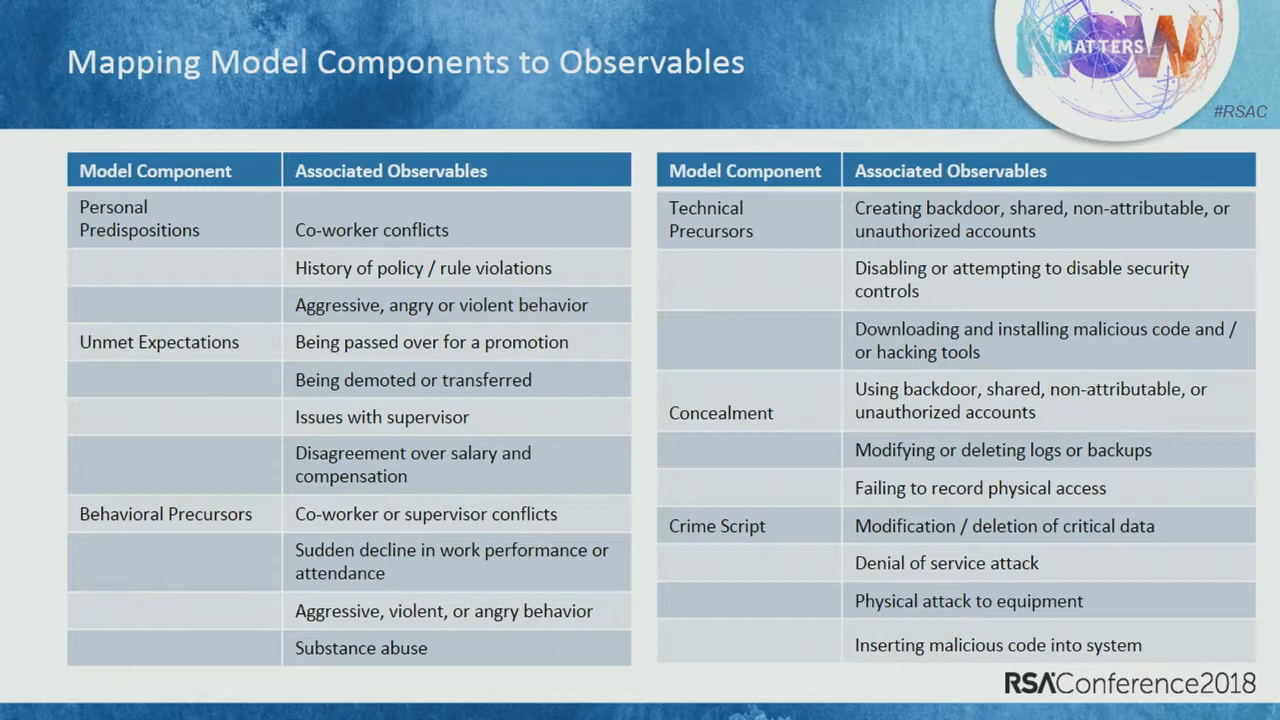 Mapping Model Components to Observables
NOW
MATTERS
#RSAC
Model Component Associated Observables
Personal
Predispositions Co-worker conflicts
History of policy / rule violations
Aggressive, angry or violent behavior
Unmet Expectations Being passed over for a promotion
Being demoted or transferred
Issues with supervisor
Disagreement over salary and
compensation
Behavioral Precursors Co-worker or supervisor conflicts
Sudden decline in work performance or
attendance
Aggressive, violent, or angry behavior
Substance abuse
Model Component Associated Observables
Technical Creating backdoor, shared, non-attributable, or
Precursors unauthorized accounts
Disabling or attempting to disable security
controls
Downloading and installing malicious code and /
or hacking tools
Using backdoor, shared, non-attributable, or
Concealment unauthorized accounts
Modifying or deleting logs or backups
Failing to record physical access
Crime Script Modification / deletion of critical data
Denial of service attack
Physical attack to equipment
Inserting malicious code into system
RSAConference2018